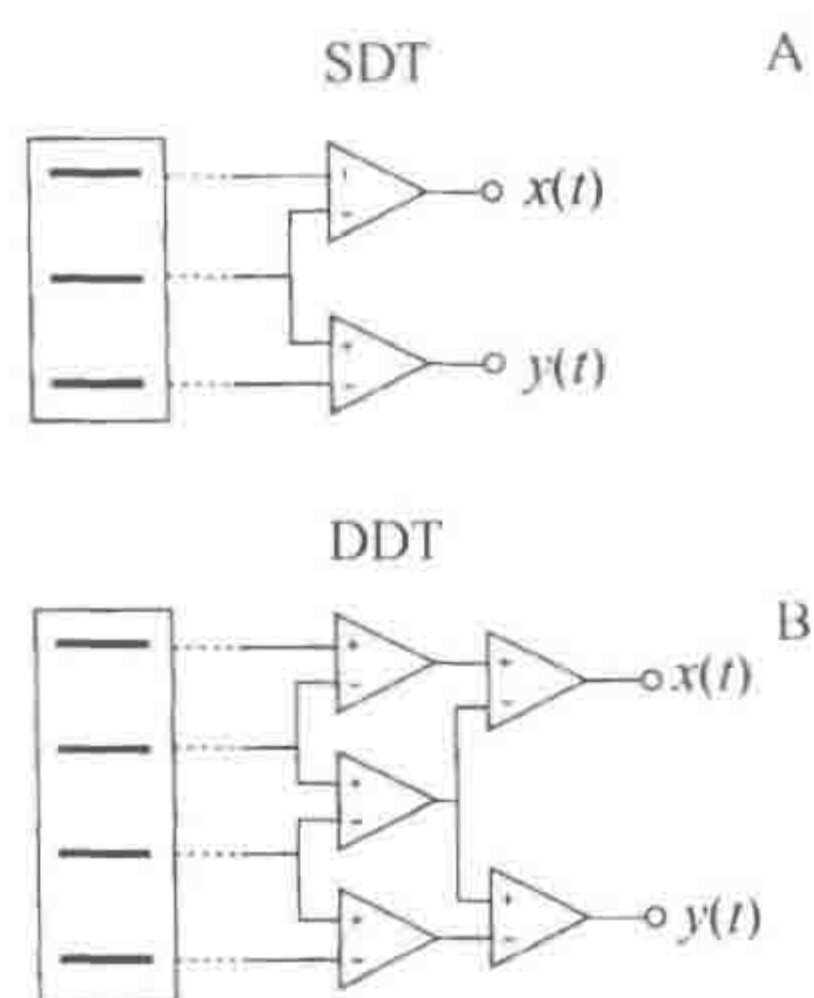 SDT
A
+
-
x(t)
+
-
y(t)
DDT
B
+
-
+
-
x(t)
+
-
+
-
+
-
y(t)